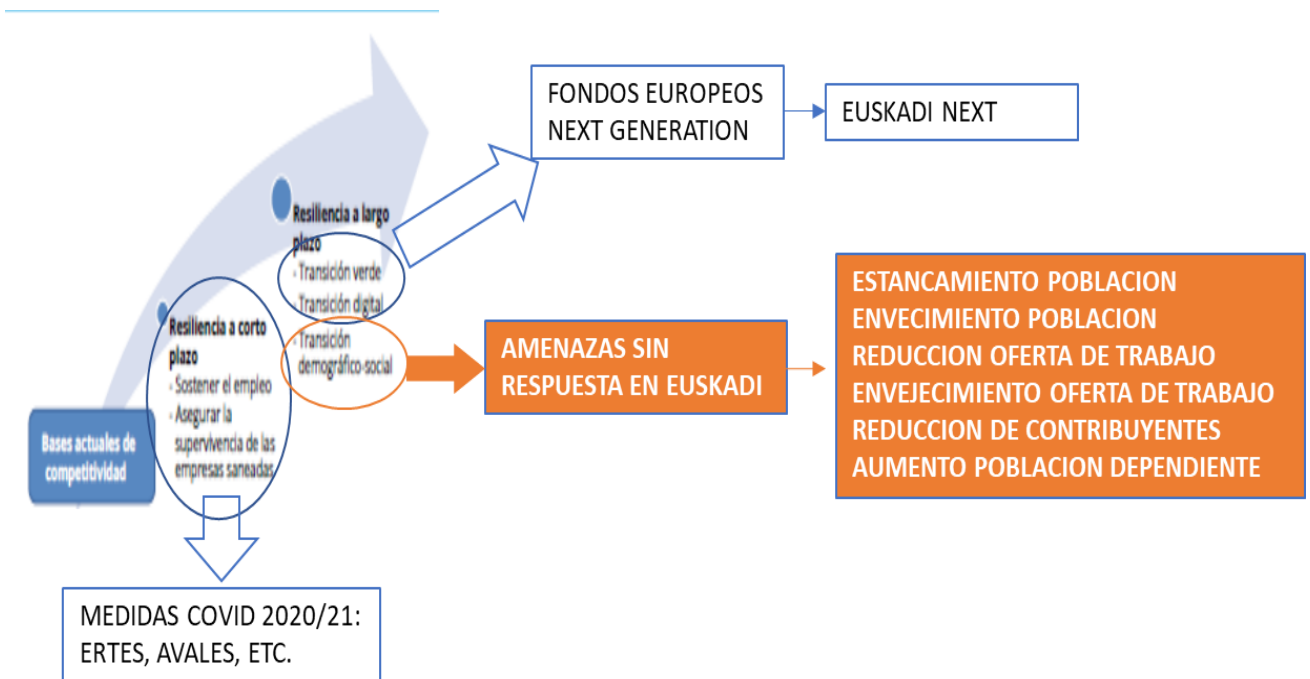 FONDOS EUROPEOS
NEXT GENERATION
EUSKADI NEXT
Resiliencia a largo
plazo
- Transición verde
- Transición digital
- Transición
demográfico-social
Resiliencia a corto
plazo
- Sostener el empleo
- Asegurar la
supervivencia de las
empresas saneadas
Bases actuales de
competitividad
AMENAZAS SIN
RESPUESTA EN EUSKADI
ESTANCAMIENTO POBLACION
ENVECIMIENTO POBLACION
REDUCCION OFERTA DE TRABAJO
ENVEJECIMIENTO OFERTA DE TRABAJO
REDUCCION DE CONTRIBUYENTES
AUMENTO POBLACION DEPENDIENTE
MEDIDAS COVID 2020/21:
ERTES, AVALES, ETC.